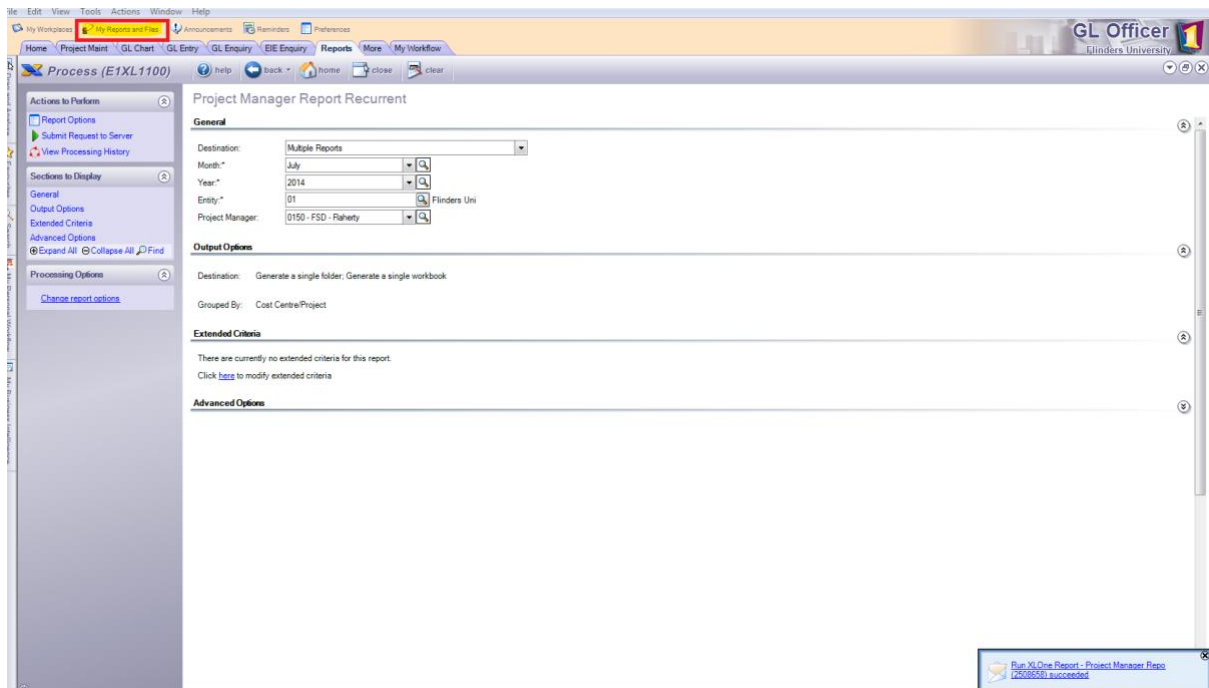 File Edit View Tools Actions Window Help
My Workplaces My Reports and Files Announcements Reminders Preferences
GL Officer
Flinders University
Home Project Maint GL Chart GL Entry GL Enquiry EIE Enquiry Reports More My Workflow
Process (E1XL1100) help back home close clear
Actions to Perform
Report Options
Submit Request to Server
View Processing History
Sections to Display
General
Output Options
Extended Criteria
Advanced Options
Expand All Collapse All Find
Processing Options
Change report options
Project Manager Report Recurrent
General
Destination: Multiple Reports
Month:* July
Year:* 2014
Entity:* 01 Flinders Uni
Project Manager: 0150 - FSD - Raherty
Output Options
Destination: Generate a single folder; Generate a single workbook
Grouped By: Cost Centre/Project
Extended Criteria
There are currently no extended criteria for this report.
Click here to modify extended criteria
Advanced Options
Run XLOne Report - Project Manager Repo
(2508658) succeeded